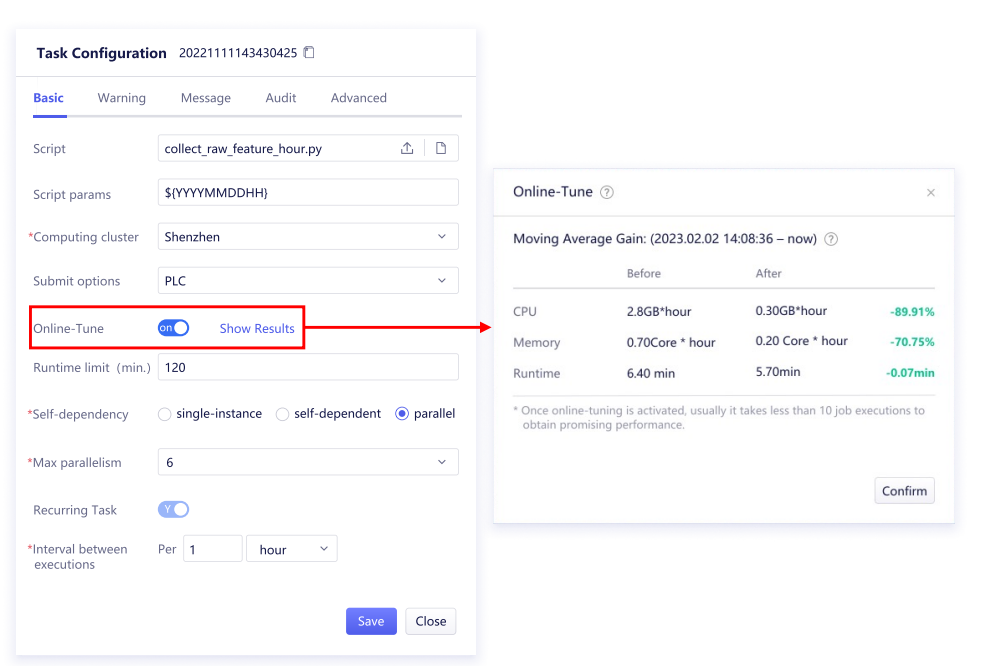 Task Configuration 20221111143430425
Basic Warning Message Audit Advanced
Script collect_raw_feature_hour.py
Script params ${YYYYMMDDHH}
*Computing cluster Shenzhen
Submit options PLC
Online-Tune on Show Results
Runtime limit (min.) 120
*Self-dependency single-instance self-dependent parallel
*Max parallelism 6
Recurring Task Y
*Interval between executions Per 1 hour
Save Close
Online-Tune ? ×
Moving Average Gain: (2023.02.02 14:08:36 – now) ?
Before After
CPU 2.8GB*hour 0.30GB*hour -89.91%
Memory 0.70Core * hour 0.20 Core * hour -70.75%
Runtime 6.40 min 5.70min -0.07min
* Once online-tuning is activated, usually it takes less than 10 job executions to
obtain promising performance.
Confirm